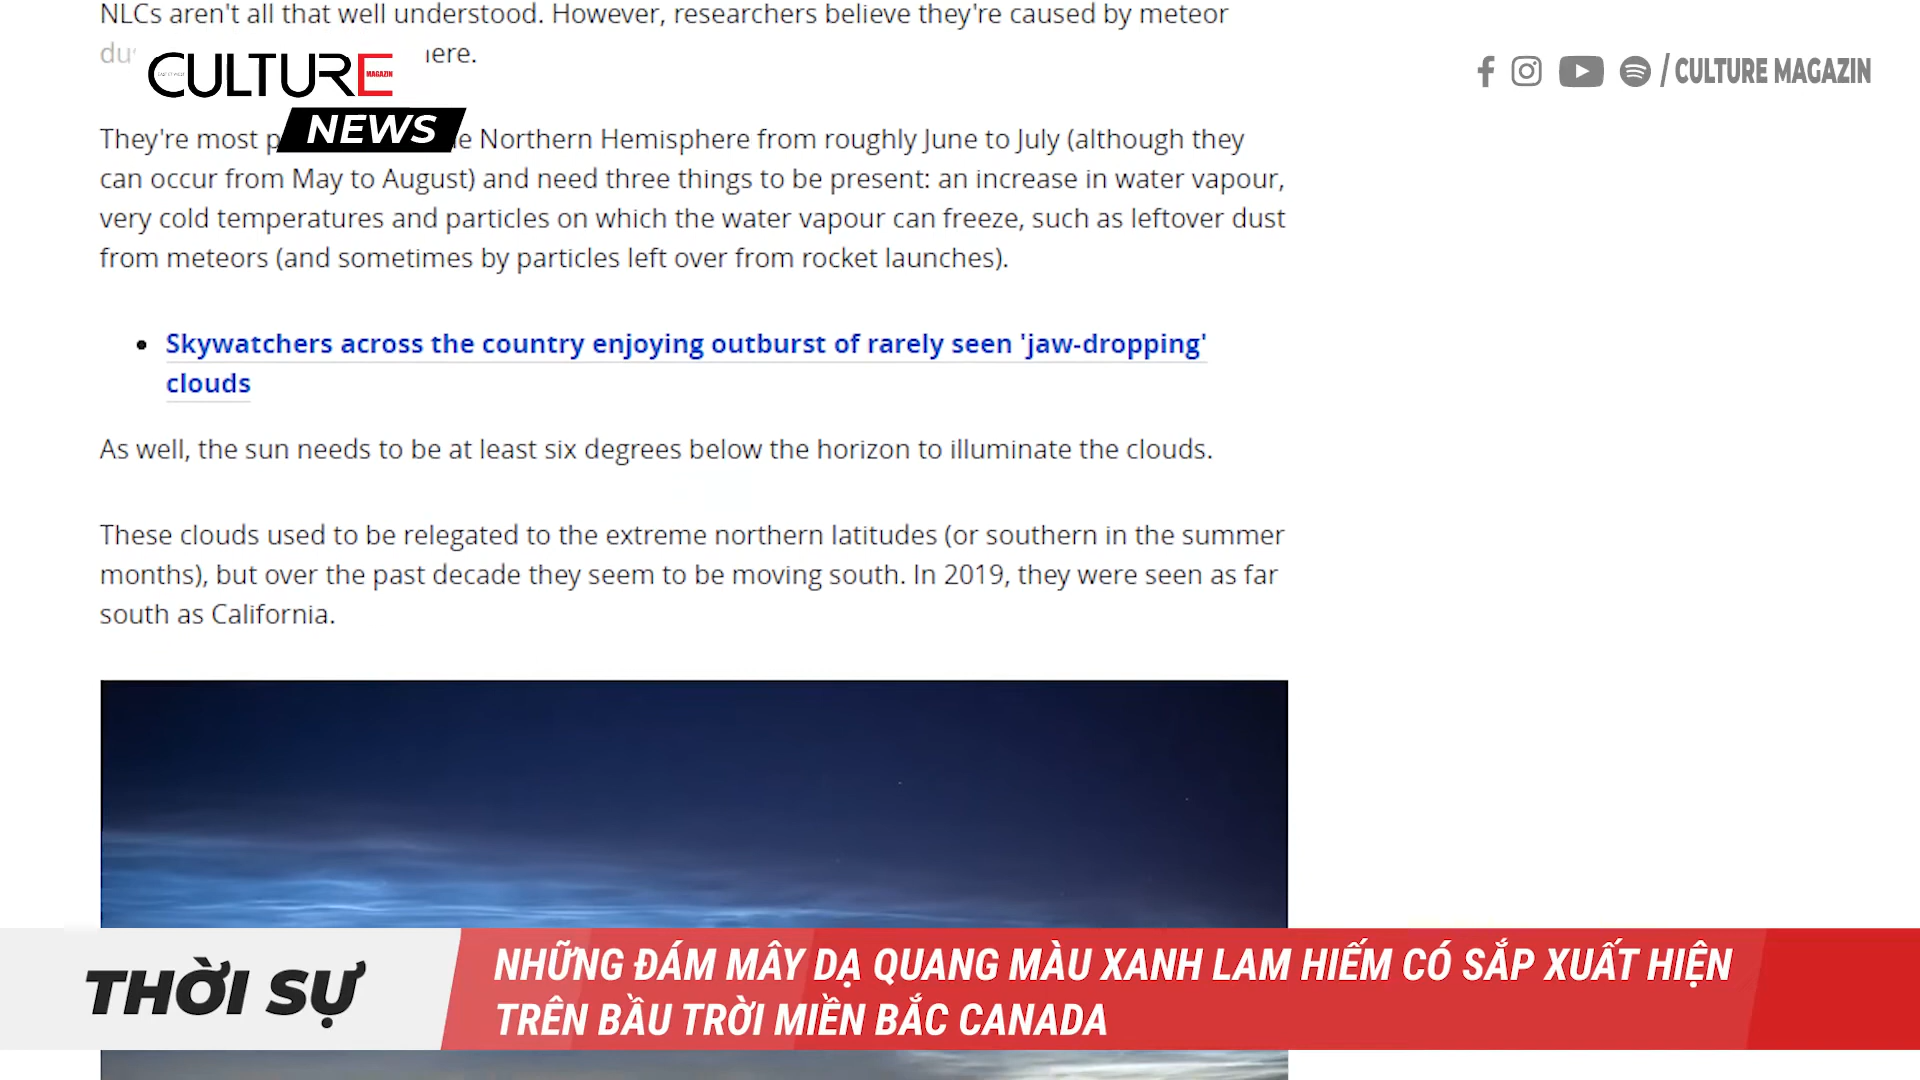 NLCs aren't all that well understood. However, researchers believe they're caused by meteor
CULTURE
MAGAZIN
/ CULTURE MAGAZIN
NEWS
They're most Northern Hemisphere from roughly June to July (although they
can occur from May to August) and need three things to be present: an increase in water vapour,
very cold temperatures and particles on which the water vapour can freeze, such as leftover dust
from meteors (and sometimes by particles left over from rocket launches).
Skywatchers across the country enjoying outburst of rarely seen 'jaw-dropping'
clouds
As well, the sun needs to be at least six degrees below the horizon to illuminate the clouds.
These clouds used to be relegated to the extreme northern latitudes (or southern in the summer
months), but over the past decade they seem to be moving south. In 2019, they were seen as far
south as California.
THỜI SỰ
NHỮNG ĐÁM MÂY DẠ QUANG MÀU XANH LAM HIẾM CÓ SẮP XUẤT HIỆN
TRÊN BẦU TRỜI MIỀN BẮC CANADA